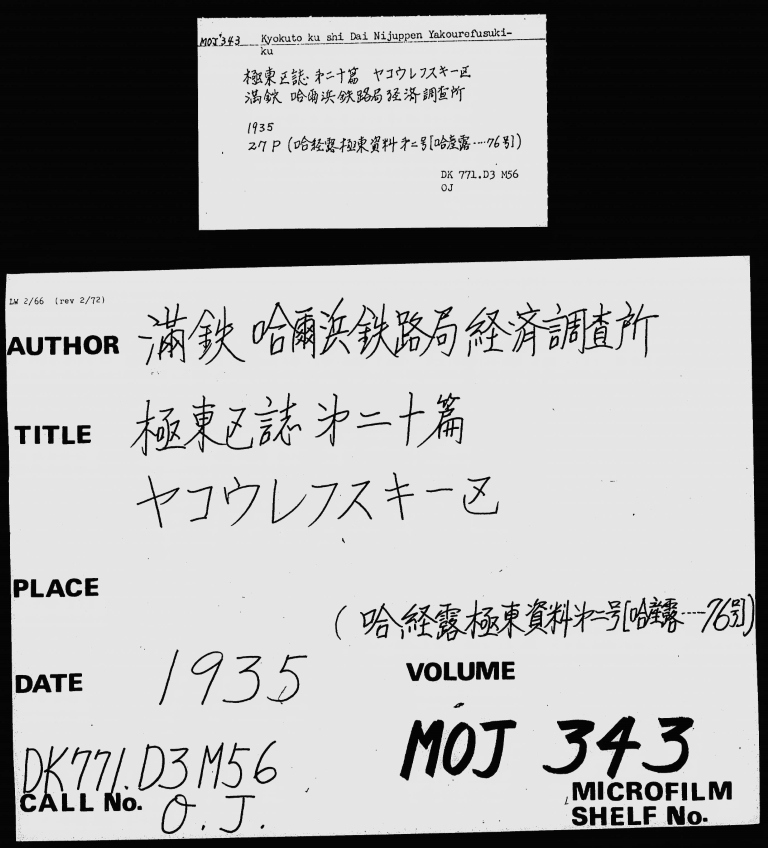 MOJ 343 Kyokuto ku shi Dai Nijuppen Yakourefusuki-
ku
極東区誌 第二十篇 ヤコウレフスキー区
満鉄 哈爾浜鉄路局経済調査所
1935
27P (哈経露極東資料第二号[哈産露‥‥76号])
DK 771.D3 M56
OJ
LW 2/66 (rev 2/72)
AUTHOR 満鉄 哈爾浜鉄路局経済調査所
TITLE 極東区誌 第二十篇
ヤコウレフスキー区
PLACE
(哈経露極東資料第二号[哈産露‥‥76号])
DATE 1935
VOLUME
MOJ 343
DK771.D3 M56
CALL No. O.J.
MICROFILM
SHELF No.